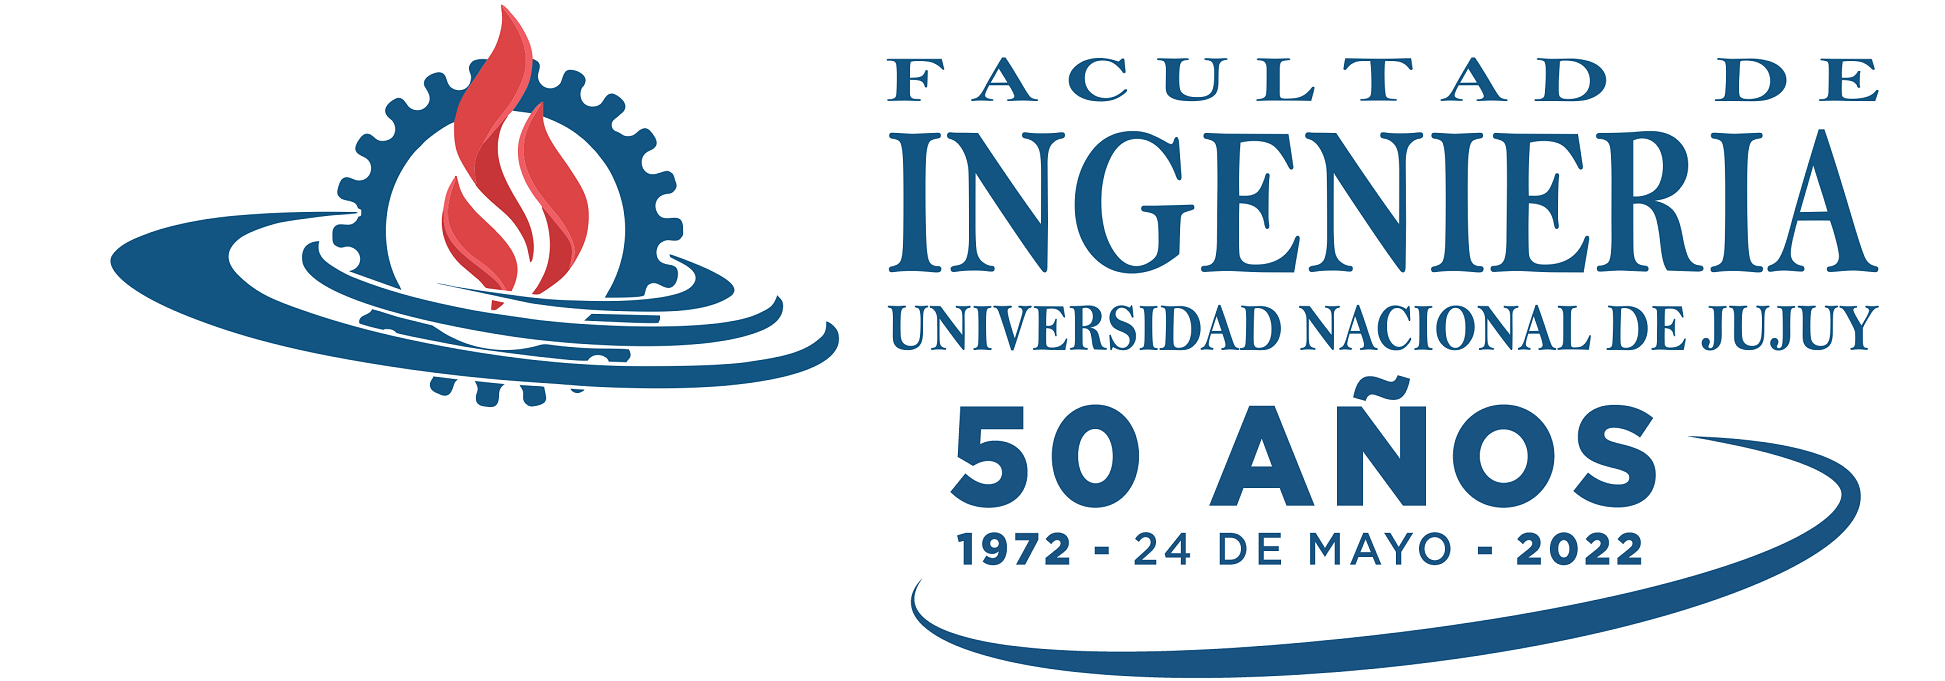 FACULTAD DE
INGENIERIA
UNIVERSIDAD NACIONAL DE JUJUY
50 AÑOS
1972 - 24 DE MAYO - 2022